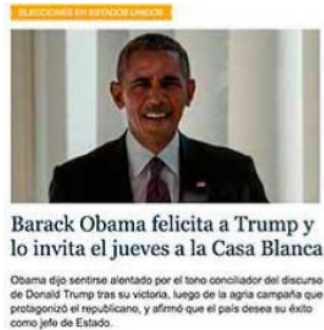 ELECCIONES EN ESTADOS UNIDOS
Barack Obama felicita a Trump y
lo invita el jueves a la Casa Blanca
Obama dijo sentirse alentado por el tono conciliador del discurso
de Donald Trump tras su victoria, luego de la agria campaña que
protagonizó el republicano, y afirmó que el país desea su éxito
como jefe de Estado.